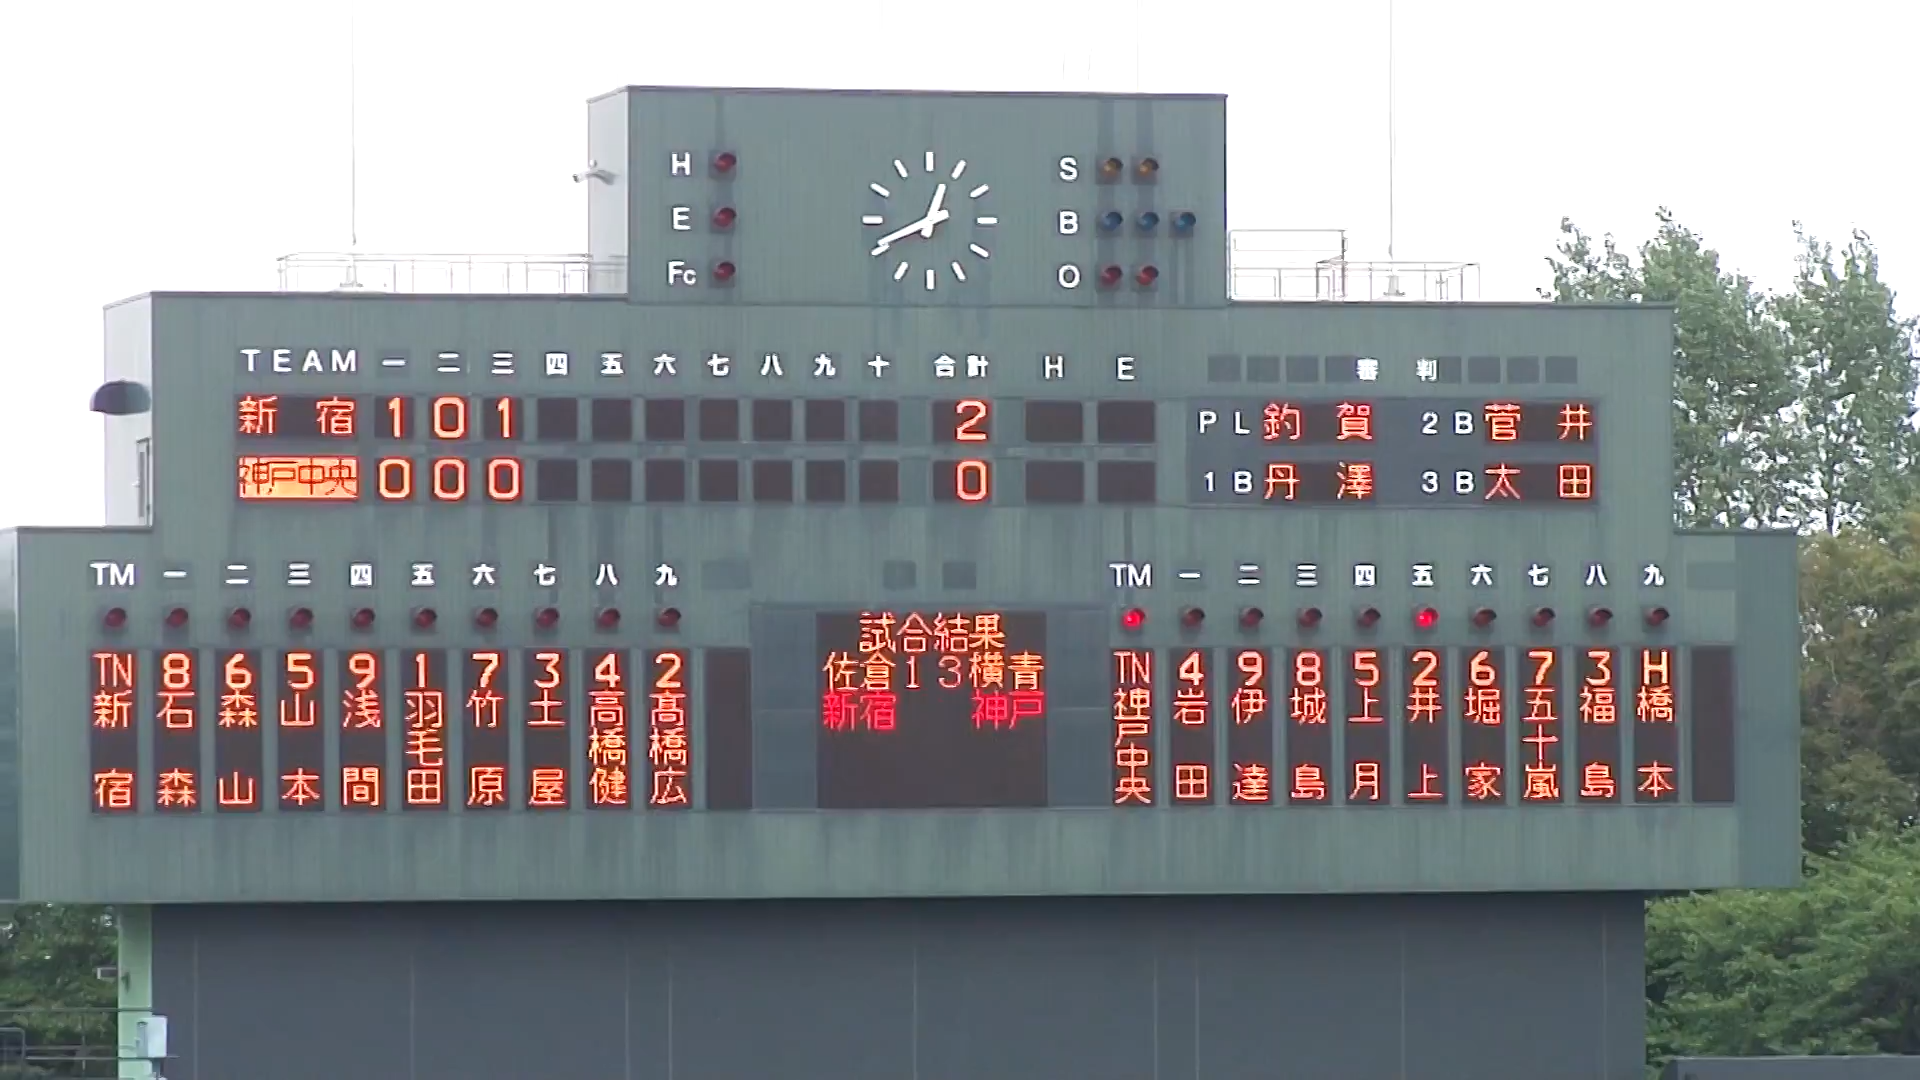 H S
E B
Fc O
TEAM 一 二 三 四 五 六 七 八 九 十 合計 H E 審判
新宿 1 0 1 2 PL 釣賀 2B 菅井
神戸中央 0 0 0 0 1B 丹澤 3B 太田
TM 一 二 三 四 五 六 七 八 九
TN 8 6 5 9 1 7 3 4 2
新宿 石森 森山 山本 浅間 羽毛田 竹原 土屋 高橋健 髙橋広
試合結果
佐倉 1 3 横青
新宿 神戸
TM 一 二 三 四 五 六 七 八 九
TN 4 9 8 5 2 6 7 3 H
神戸中央 岩田 伊達 城島 上月 井上 堀家 五十嵐 福島 橋本